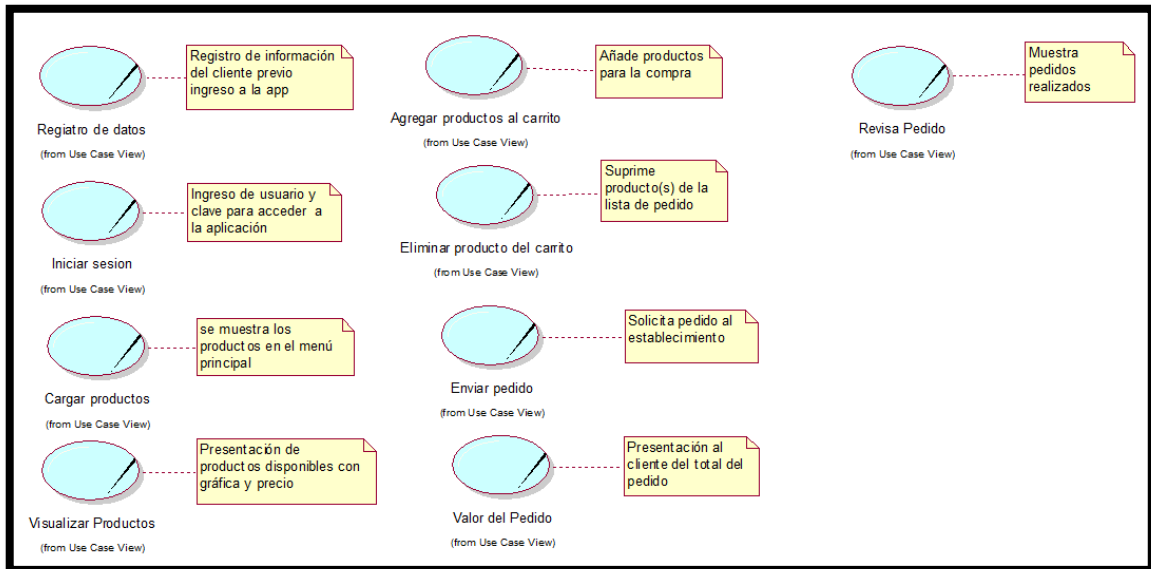 Registro de información
del cliente previo
ingreso a la app
Regiatro de datos
(from Use Case View)
Ingreso de usuario y
clave para acceder a
la aplicación
Iniciar sesion
(from Use Case View)
se muestra los
productos en el menú
principal
Cargar productos
(from Use Case View)
Presentación de
productos disponibles con
gráfica y precio
Visualizar Productos
(from Use Case View)
Añade productos
para la compra
Agregar productos al carrito
(from Use Case View)
Suprime
producto(s) de la
lista de pedido
Eliminar producto del carrito
(from Use Case View)
Solicita pedido al
establecimiento
Enviar pedido
(from Use Case View)
Presentación al
cliente del total del
pedido
Valor del Pedido
(from Use Case View)
Muestra
pedidos
realizados
Revisa Pedido
(from Use Case View)